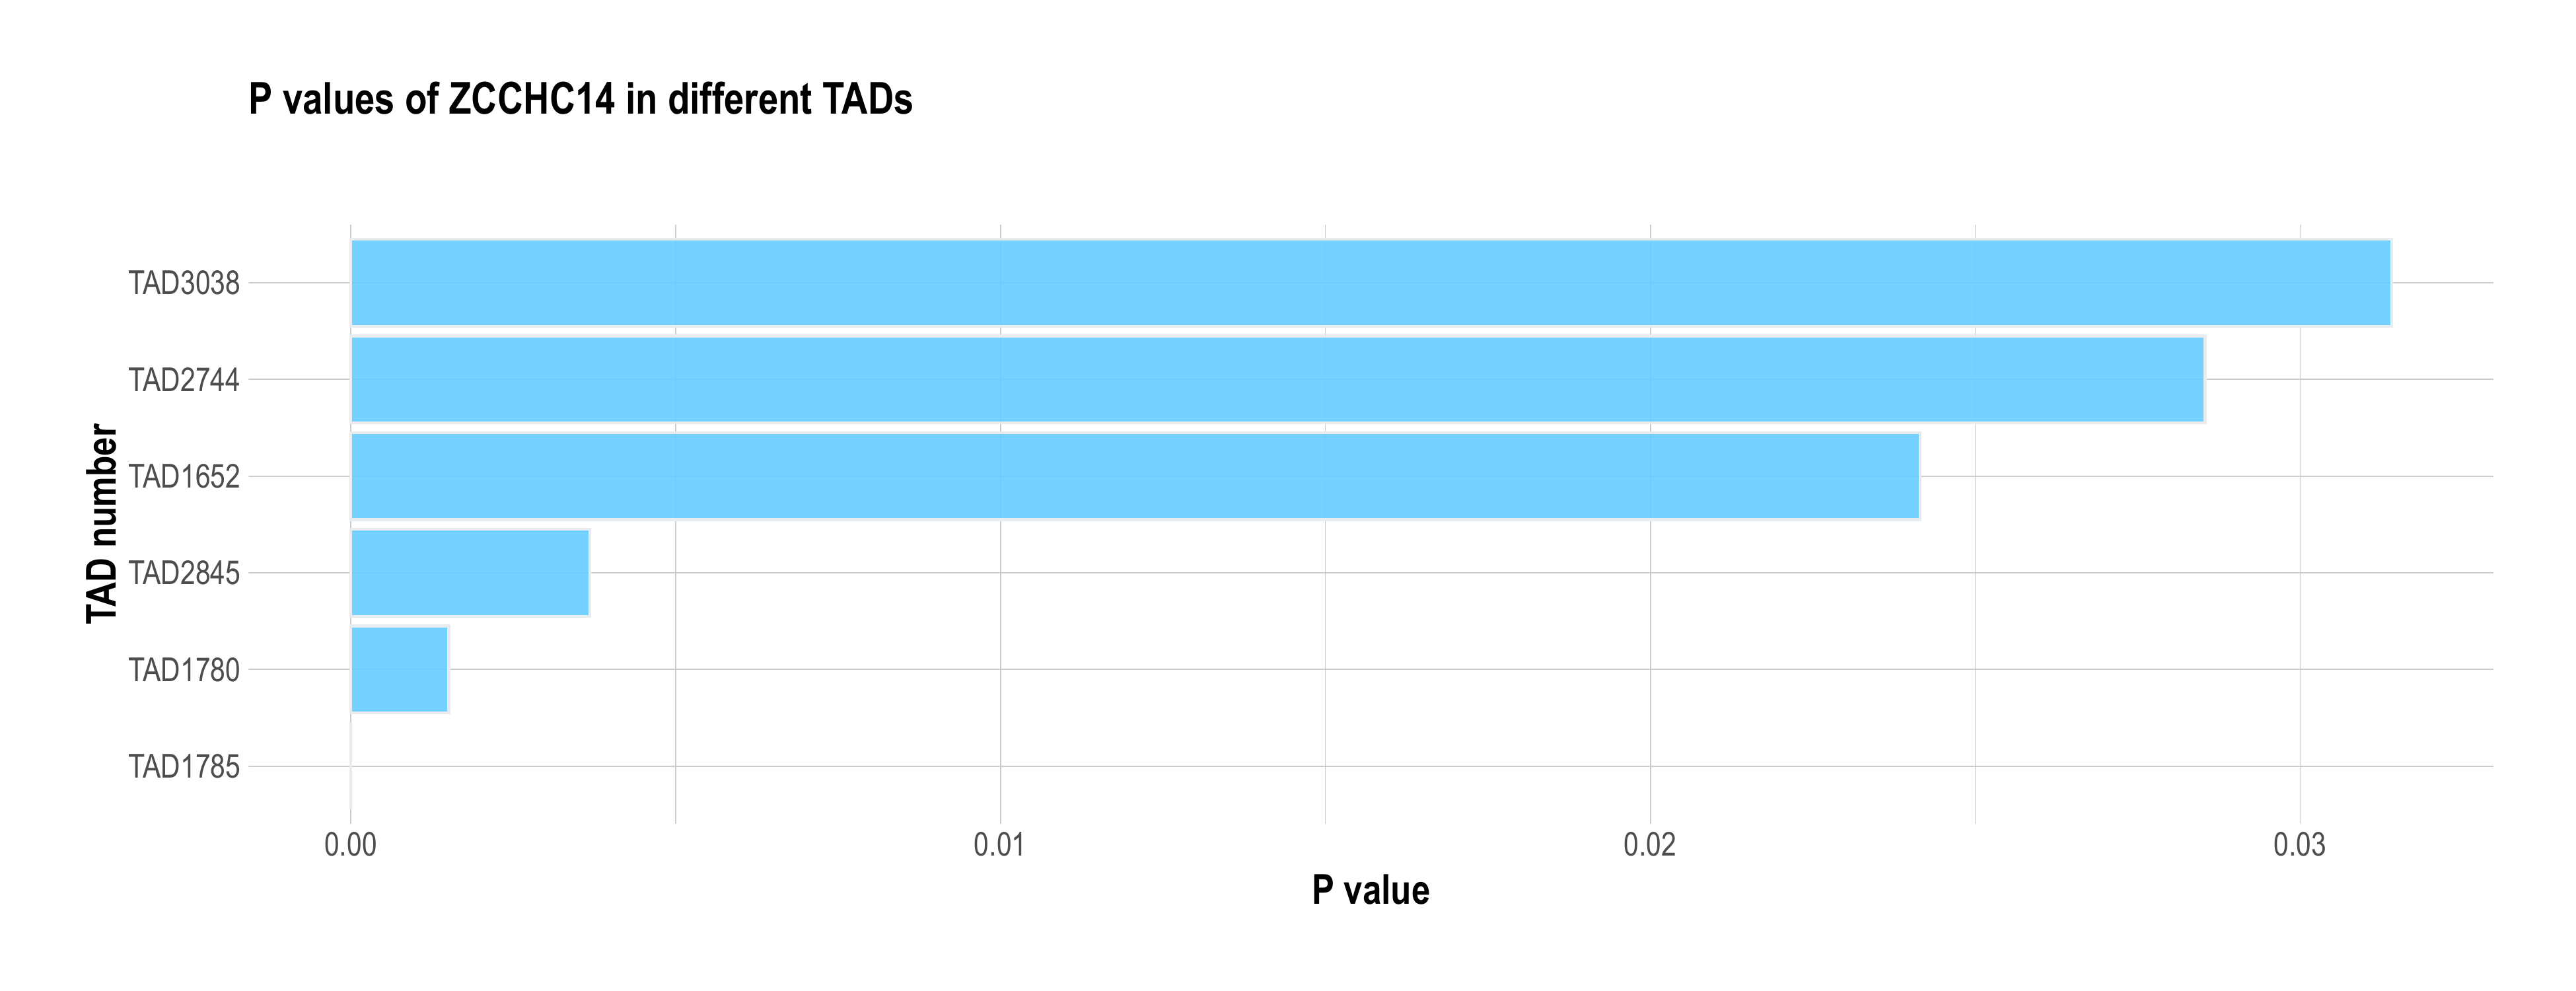 P values of ZCCHC14 in different TADs
TAD number
TAD3038
TAD2744
TAD1652
TAD2845
TAD1780
TAD1785
0.00 0.01 0.02 0.03
P value